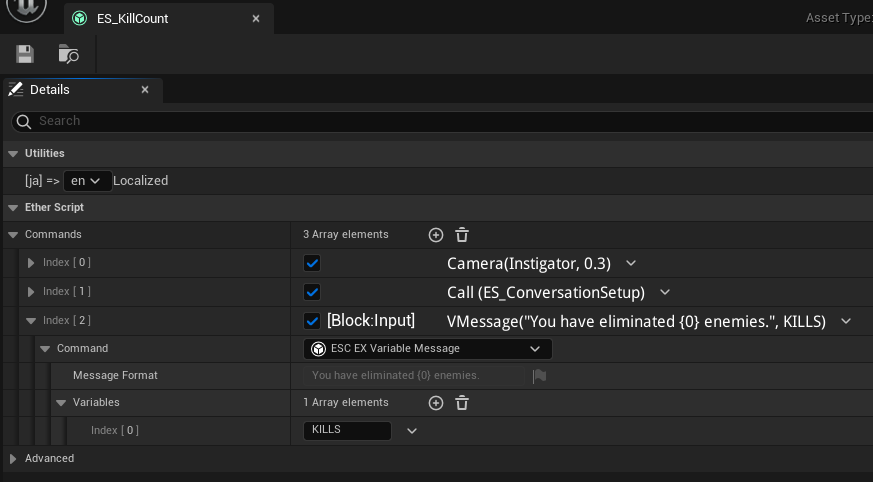 ES_KillCount
Asset Type:
Details
Search
Utilities
[ja] => en Localized
Ether Script
Commands 3 Array elements
Index [ 0 ] Camera(Instigator, 0.3)
Index [ 1 ] Call (ES_ConversationSetup)
Index [ 2 ] [Block:Input] VMessage("You have eliminated {0} enemies.", KILLS)
Command ESC EX Variable Message
Message Format You have eliminated {0} enemies.
Variables 1 Array elements
Index [ 0 ] KILLS
Advanced